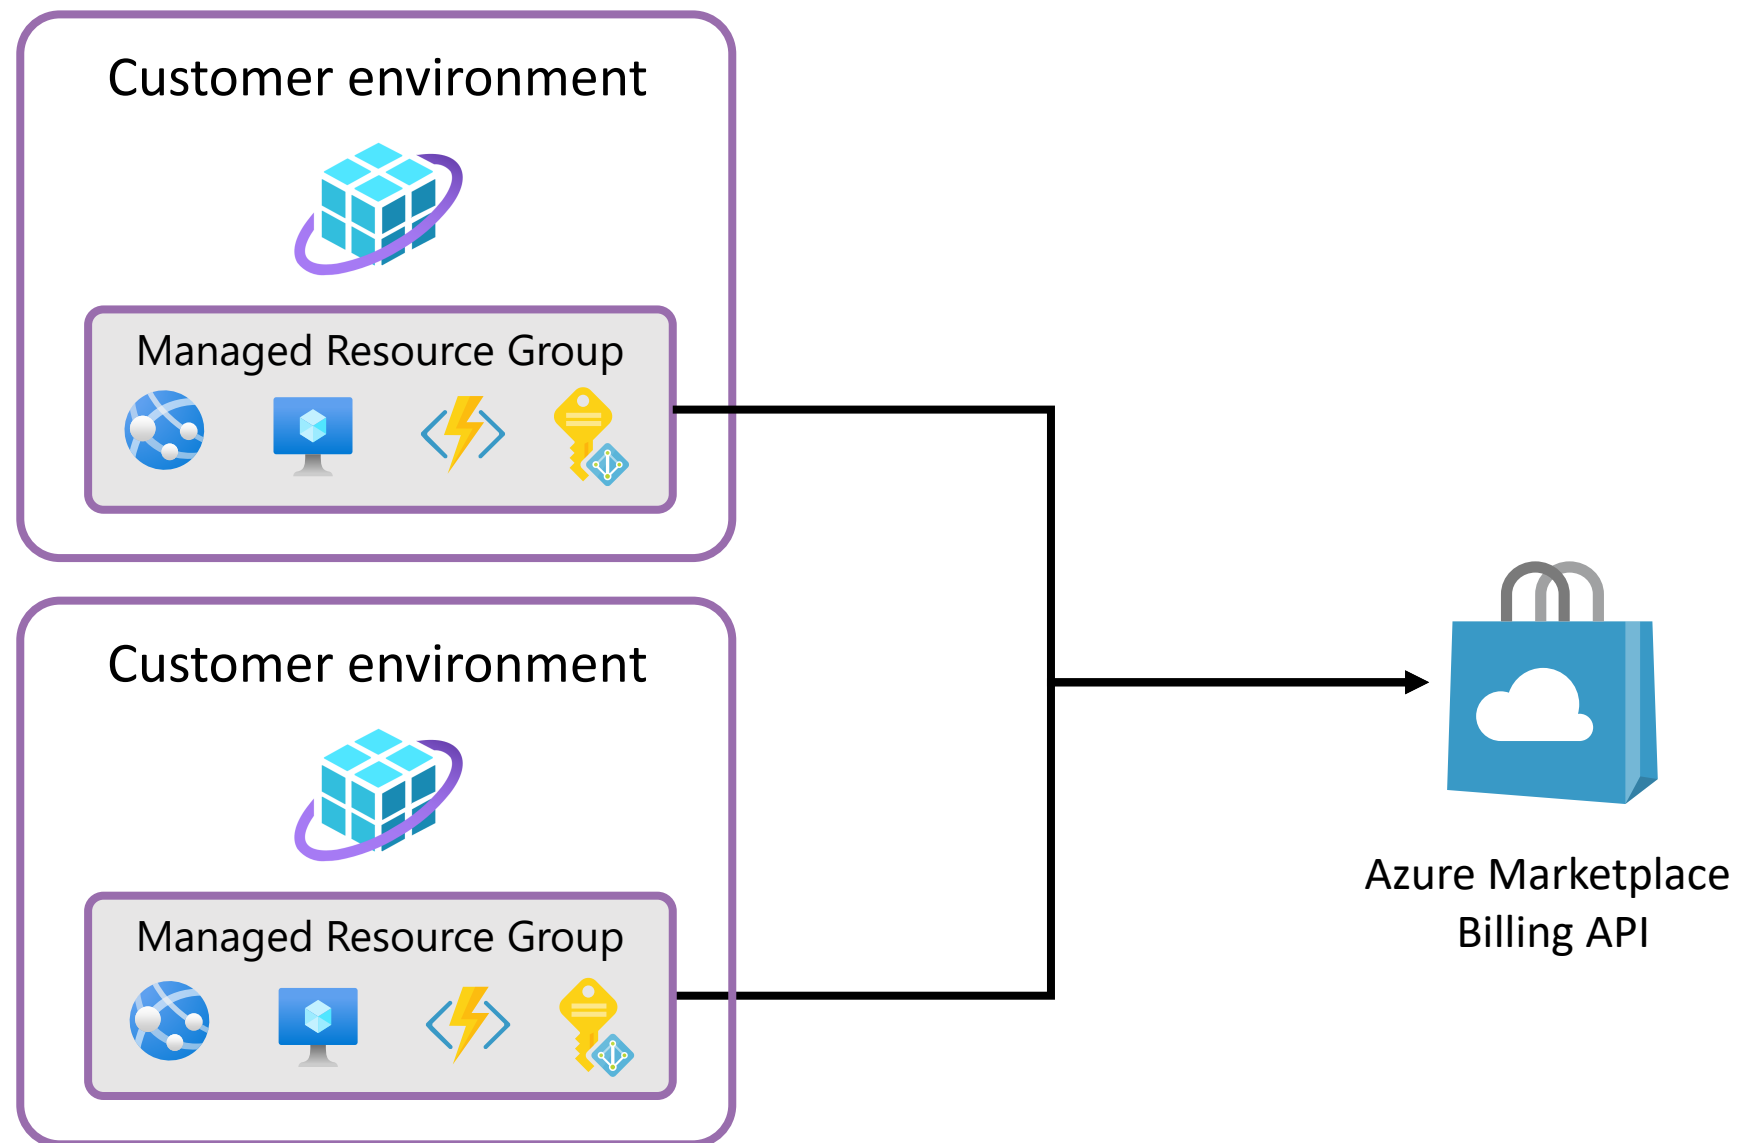 Customer environment
Managed Resource Group
Customer environment
Managed Resource Group
Azure Marketplace
Billing API